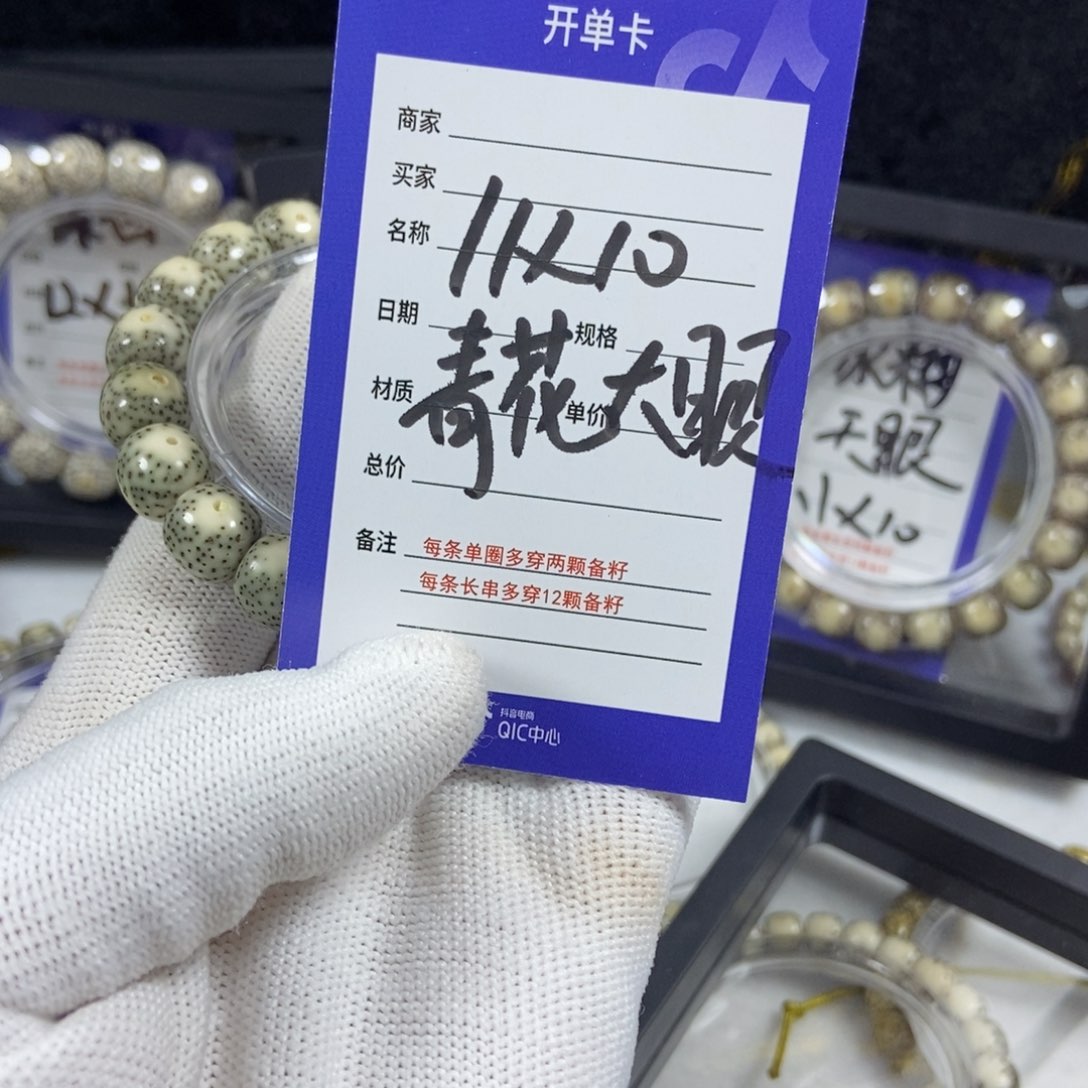 开单卡
商家
买家
名称
11X10
日期
规格
青花大眼
材质
单价
总价
备注
每条单圈多穿两颗备籽
每条长串多穿12颗备籽
抖音电商
QIC中心
冰糯
天眼
11X10